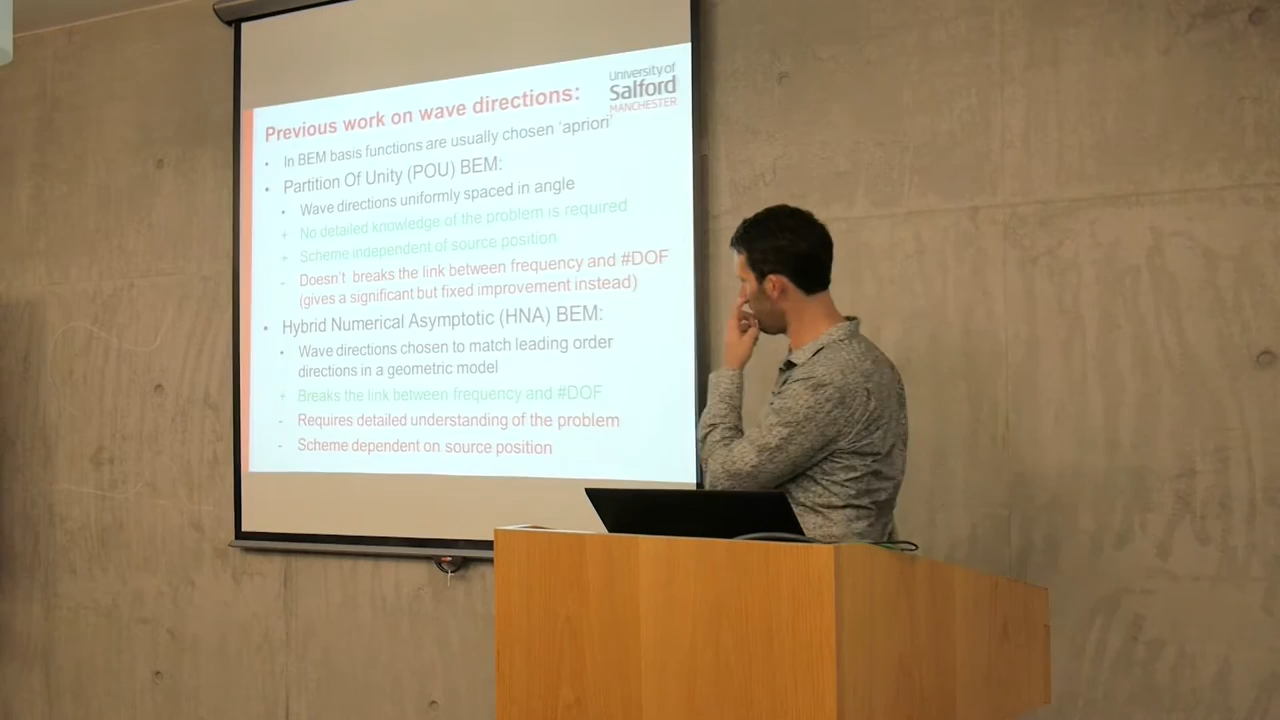 University of
Salford
MANCHESTER
Previous work on wave directions:
• In BEM basis functions are usually chosen ‘apriori’
• Partition Of Unity (POU) BEM:
• Wave directions uniformly spaced in angle
+ No detailed knowledge of the problem is required
+ Scheme independent of source position
- Doesn’t breaks the link between frequency and #DOF
(gives a significant but fixed improvement instead)
• Hybrid Numerical Asymptotic (HNA) BEM:
• Wave directions chosen to match leading order
directions in a geometric model
+ Breaks the link between frequency and #DOF
- Requires detailed understanding of the problem
- Scheme dependent on source position